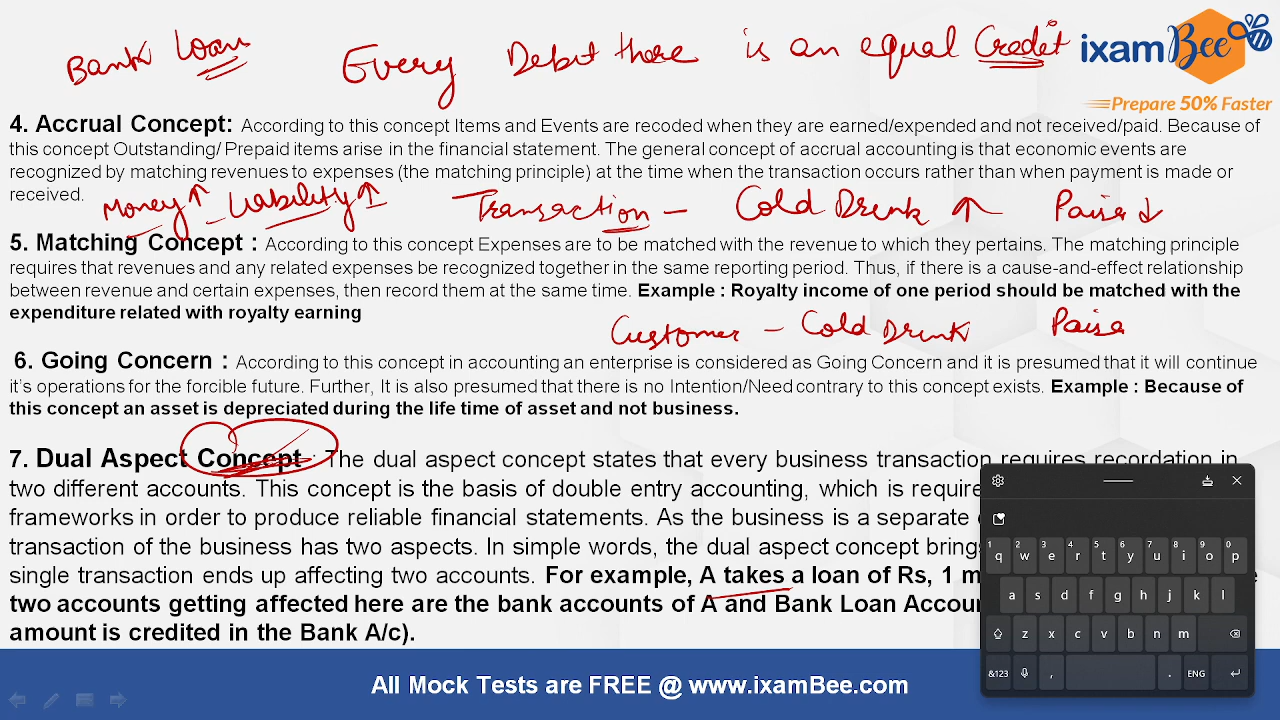 Bank Loan Every Debit there is an equal Credit
ixamBee
Prepare 50% Faster
4. Accrual Concept: According to this concept Items and Events are recoded when they are earned/expended and not received/paid. Because of
this concept Outstanding/ Prepaid items arise in the financial statement. The general concept of accrual accounting is that economic events are
recognized by matching revenues to expenses (the matching principle) at the time when the transaction occurs rather than when payment is made or
received.
Money ↑ - Liability ↑ Transaction - Cold Drink ↑ Paisa ↓
5. Matching Concept : According to this concept Expenses are to be matched with the revenue to which they pertains. The matching principle
requires that revenues and any related expenses be recognized together in the same reporting period. Thus, if there is a cause-and-effect relationship
between revenue and certain expenses, then record them at the same time. Example : Royalty income of one period should be matched with the
expenditure related with royalty earning
Customer - Cold Drink Paisa
6. Going Concern : According to this concept in accounting an enterprise is considered as Going Concern and it is presumed that it will continue
it's operations for the forcible future. Further, It is also presumed that there is no Intention/Need contrary to this concept exists. Example : Because of
this concept an asset is depreciated during the life time of asset and not business.
7. Dual Aspect Concept : The dual aspect concept states that every business transaction requires recordation in
two different accounts. This concept is the basis of double entry accounting, which is require
frameworks in order to produce reliable financial statements. As the business is a separate
transaction of the business has two aspects. In simple words, the dual aspect concept brings
single transaction ends up affecting two accounts. For example, A takes a loan of Rs, 1 m
two accounts getting affected here are the bank accounts of A and Bank Loan Accou
amount is credited in the Bank A/c).
1 2 3 4 5 6 7 8 9 0
q w e r t y u i o p
a s d f g h j k l
z x c v b n m
&123 , . ENG
All Mock Tests are FREE @ www.ixamBee.com